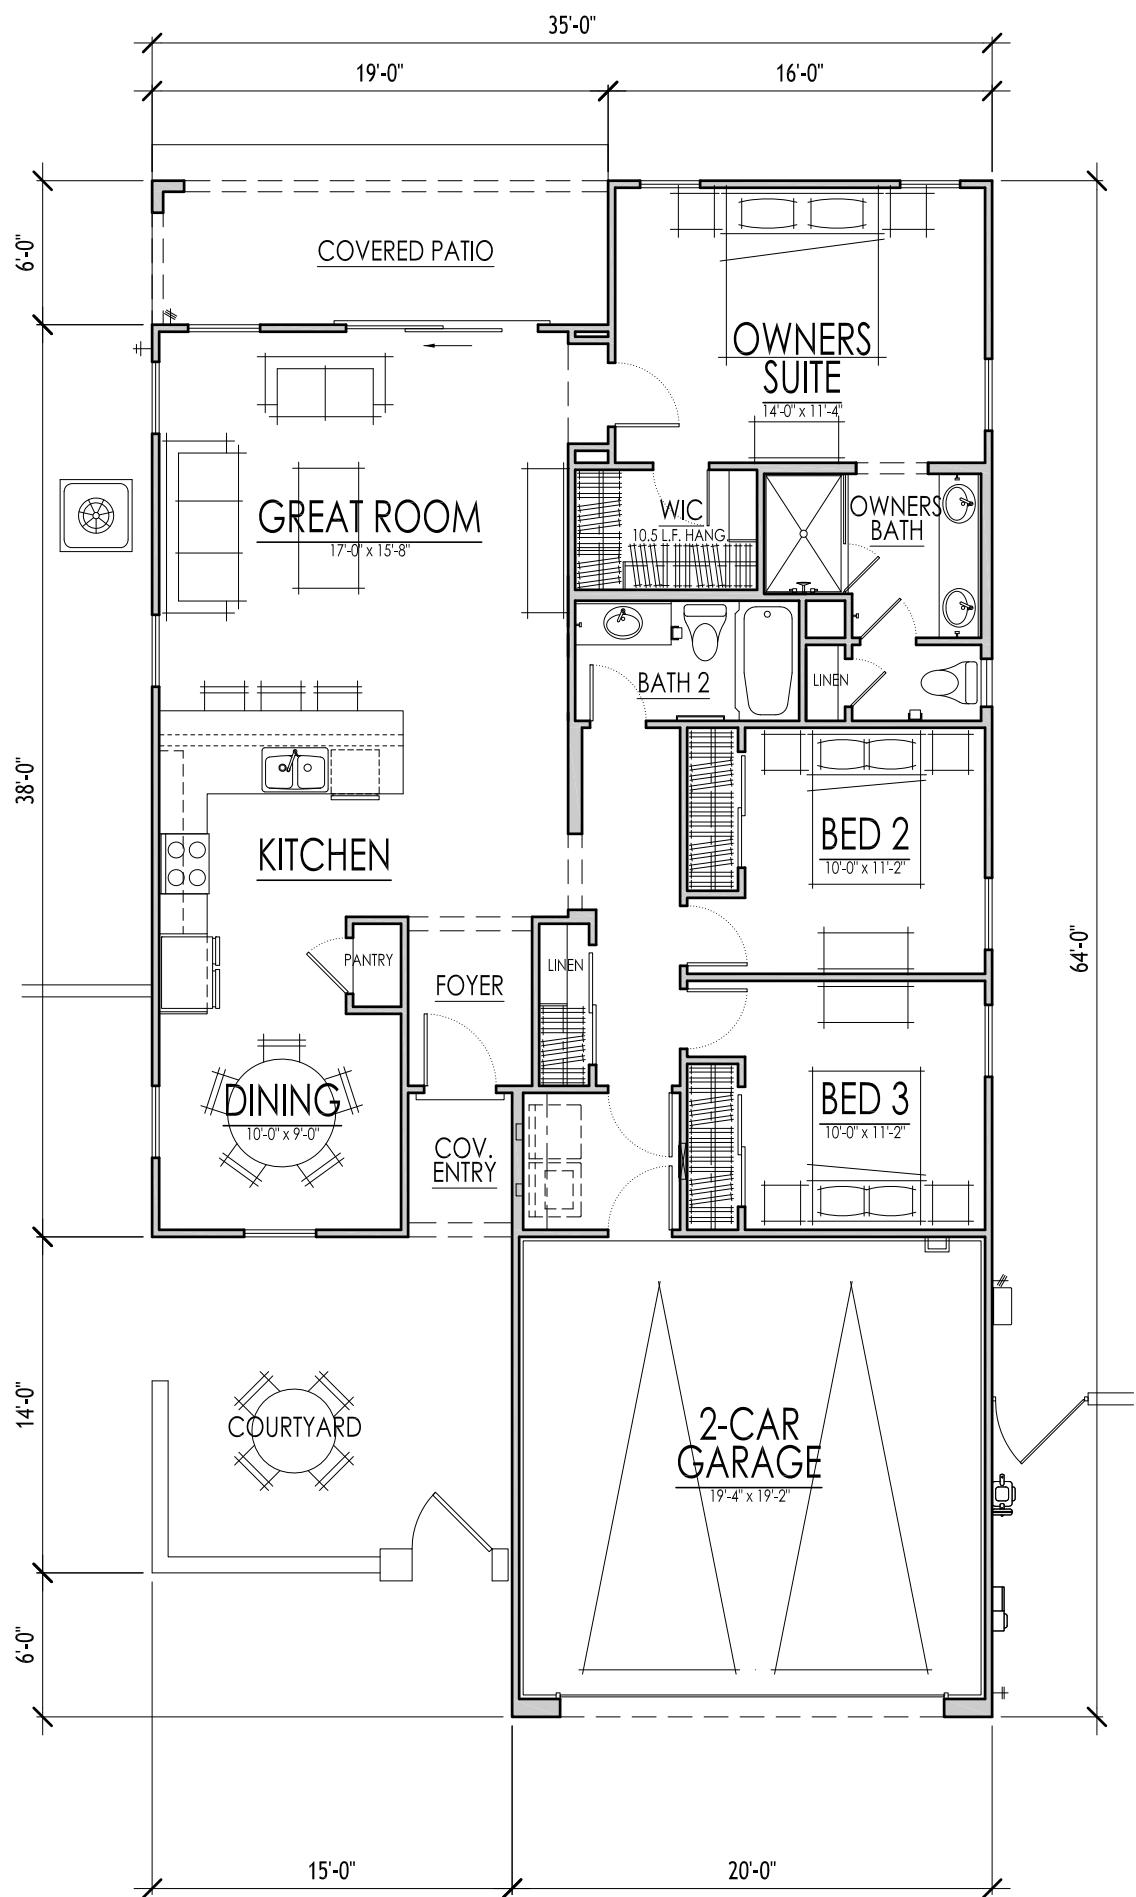 35'-0"
19'-0"
16'-0"
6'-0"
COVERED PATIO
OWNERS
SUITE
14'-0" x 11'-4"
GREAT ROOM
17'-0" x 15'-8"
WIC
10.5 L.F. HANG.
OWNERS
BATH
BATH 2
LINEN
38'-0"
KITCHEN
BED 2
10'-0" x 11'-2"
64'-0"
PANTRY
FOYER
LINEN
DINING
10'-0" x 9'-0"
COV.
ENTRY
BED 3
10'-0" x 11'-2"
14'-0"
COURTYARD
2-CAR
GARAGE
19'-4" x 19'-2"
6'-0"
15'-0"
20'-0"